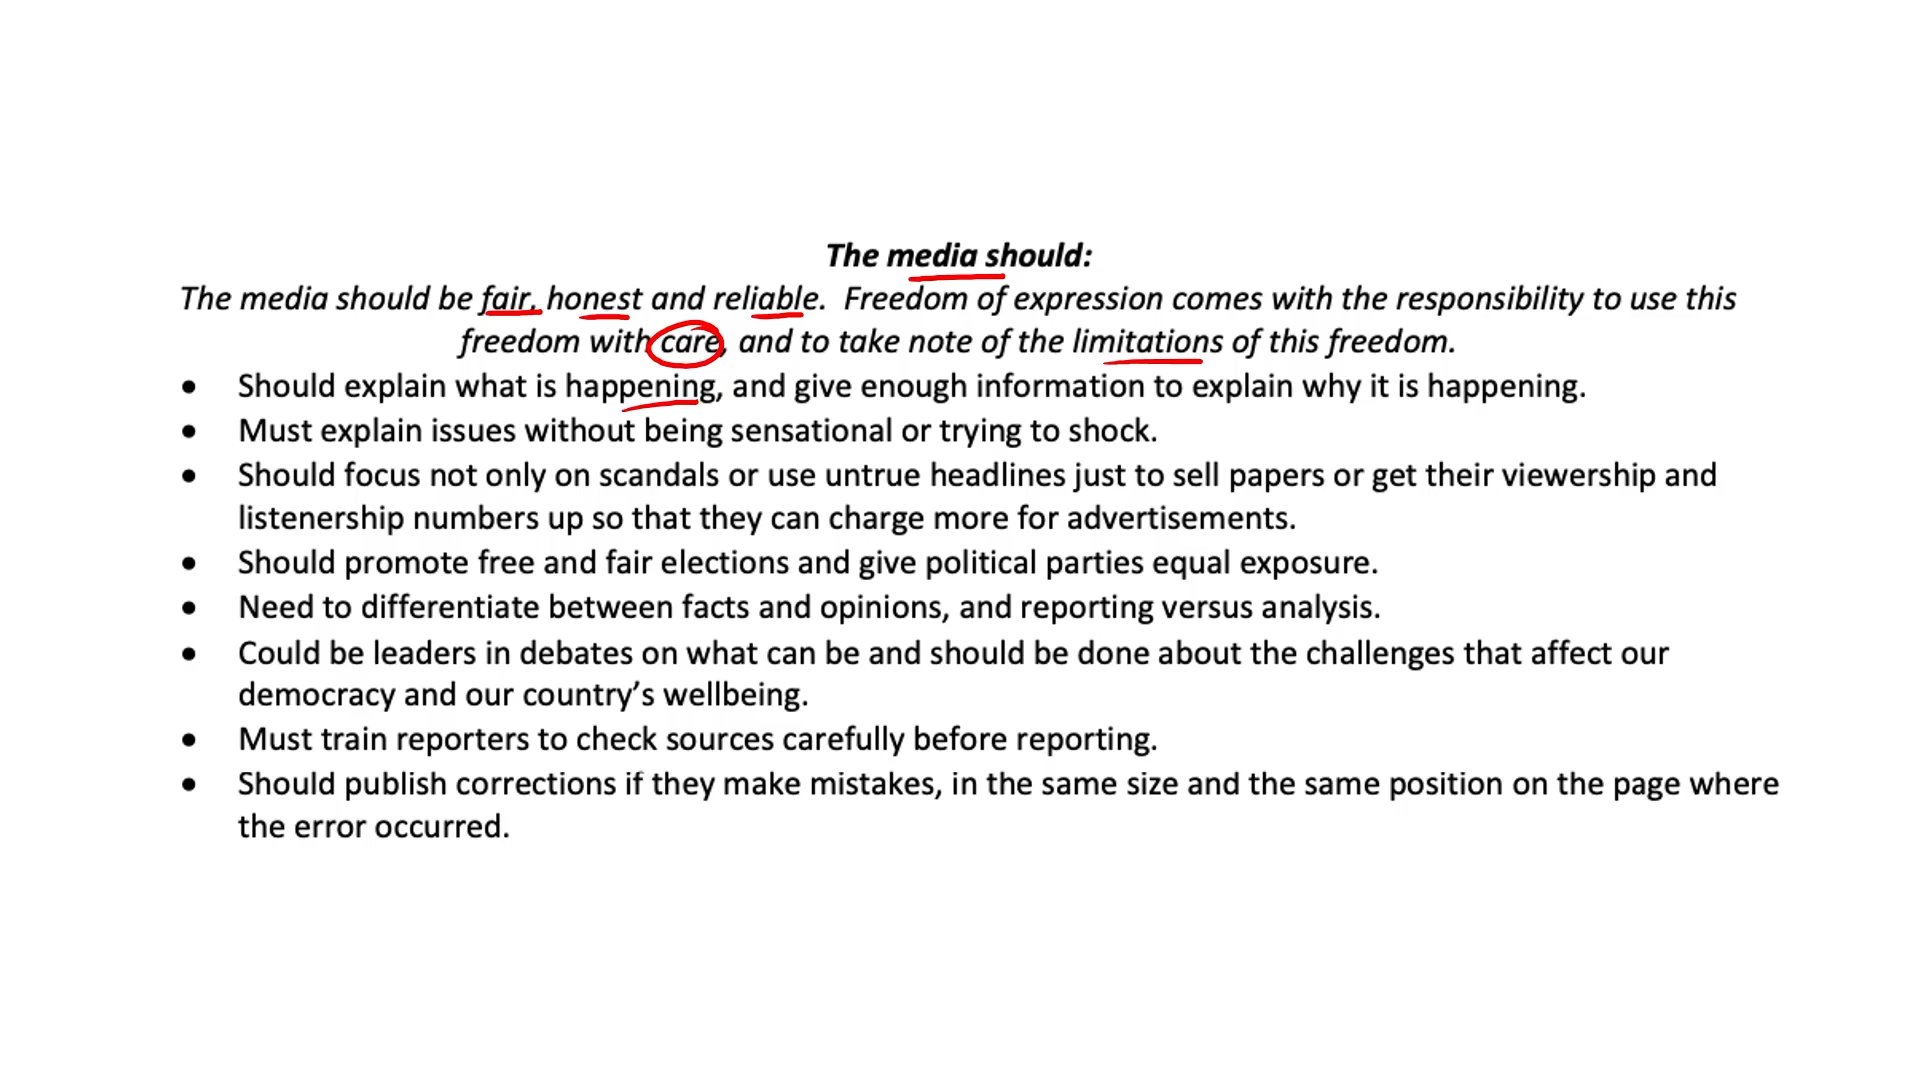 The media should:
The media should be fair, honest and reliable.  Freedom of expression comes with the responsibility to use this
freedom with care, and to take note of the limitations of this freedom.
• Should explain what is happening, and give enough information to explain why it is happening.
• Must explain issues without being sensational or trying to shock.
• Should focus not only on scandals or use untrue headlines just to sell papers or get their viewership and
listenership numbers up so that they can charge more for advertisements.
• Should promote free and fair elections and give political parties equal exposure.
• Need to differentiate between facts and opinions, and reporting versus analysis.
• Could be leaders in debates on what can be and should be done about the challenges that affect our
democracy and our country’s wellbeing.
• Must train reporters to check sources carefully before reporting.
• Should publish corrections if they make mistakes, in the same size and the same position on the page where
the error occurred.